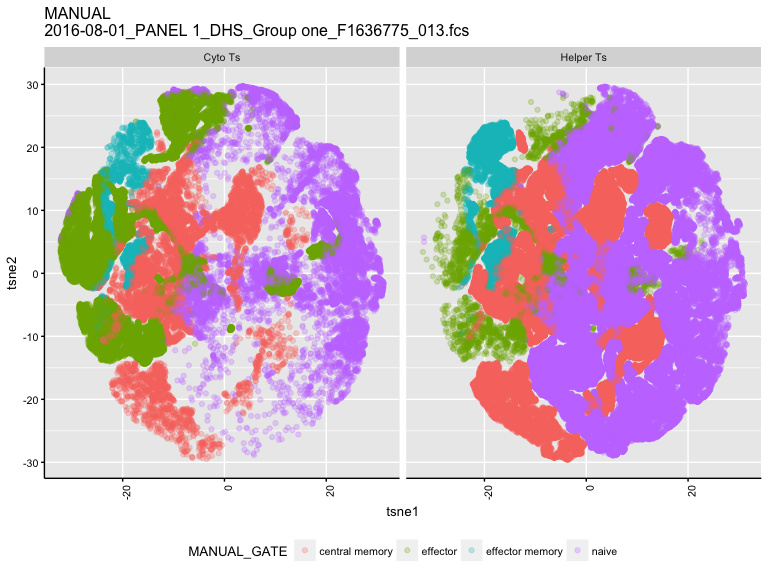 MANUAL
2016-08-01_PANEL 1_DHS_Group one_F1636775_013.fcs
Cyto Ts
Helper Ts
30
20
10
0
-10
-20
-30
tsne2
-20
0
20
-20
0
20
tsne1
MANUAL_GATE
central memory
effector
effector memory
naive